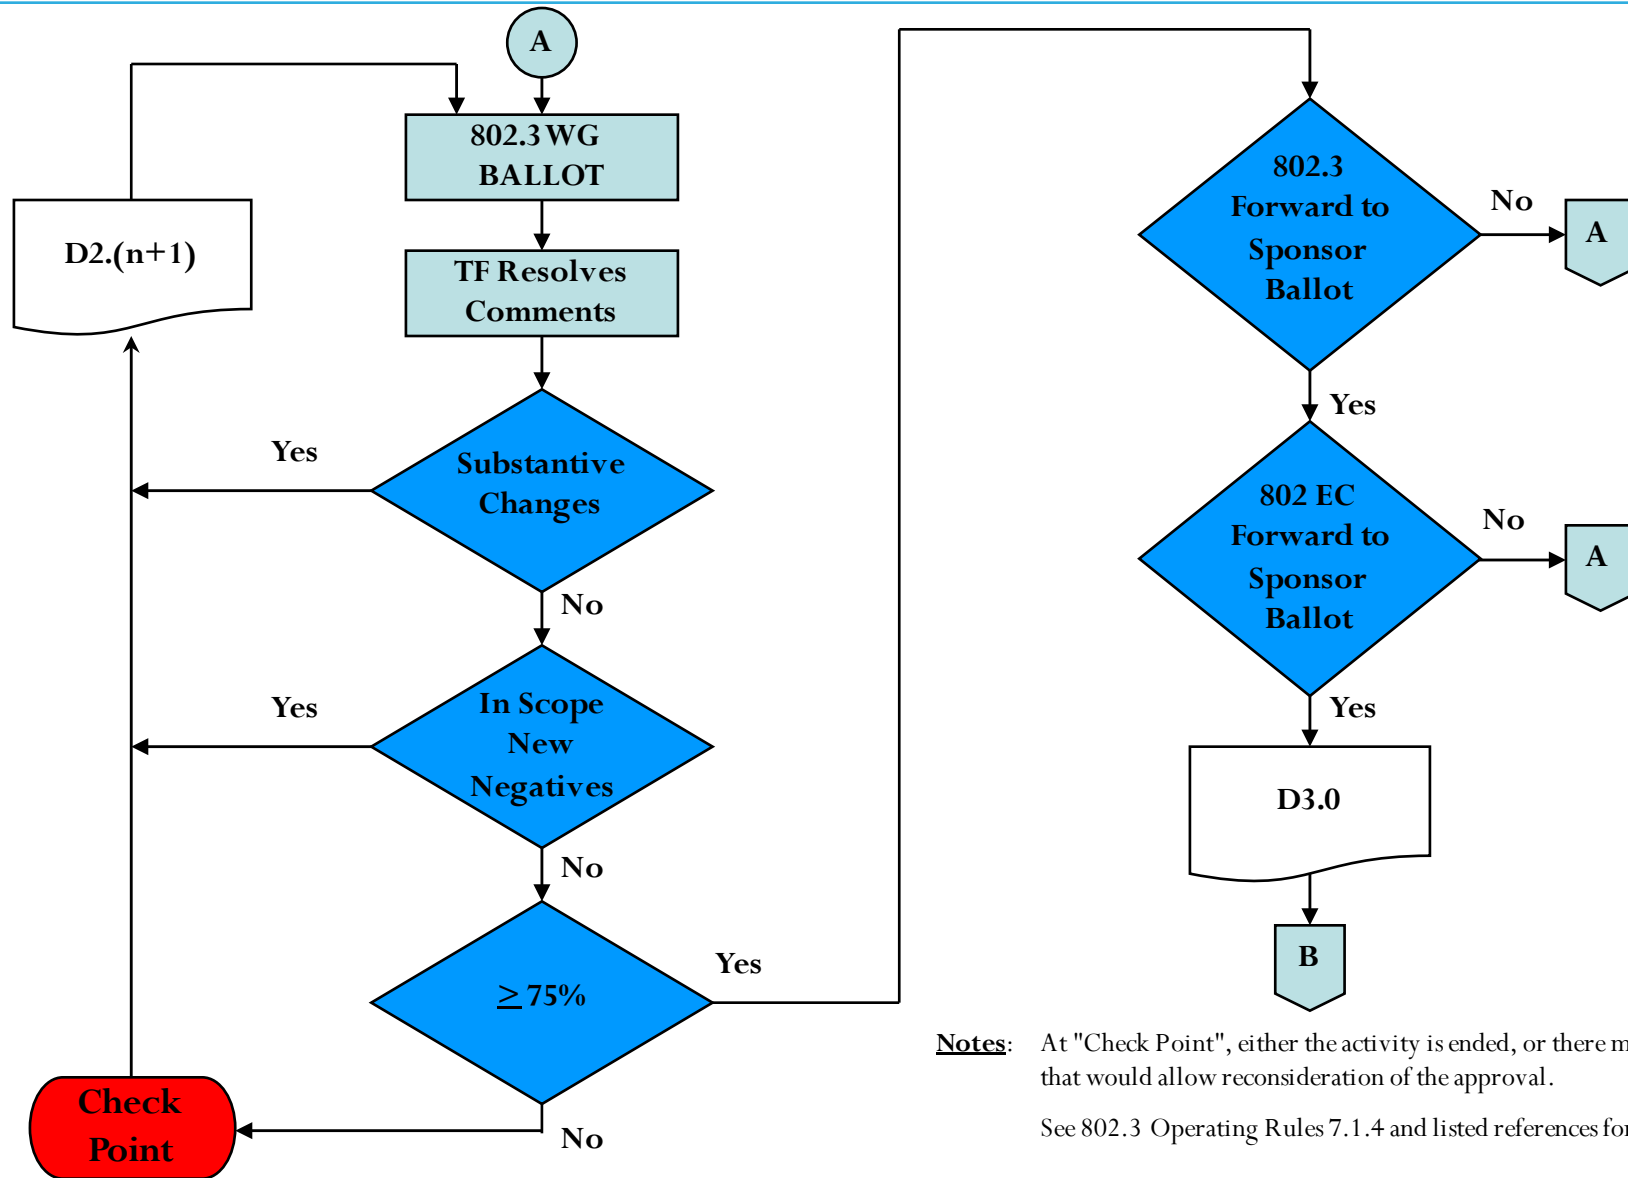 A
802.3 WG
BALLOT
D2.(n+1)
TF Resolves
Comments
Yes
Substantive
Changes
No
Yes
In Scope
New
Negatives
No
≥ 75%
Yes
No
Check
Point
802.3
Forward to
Sponsor
Ballot
No
A
Yes
802 EC
Forward to
Sponsor
Ballot
No
A
Yes
D3.0
B
Notes: At "Check Point", either the activity is ended, or there
that would allow reconsideration of the approval.
See 802.3 Operating Rules 7.1.4 and listed references for